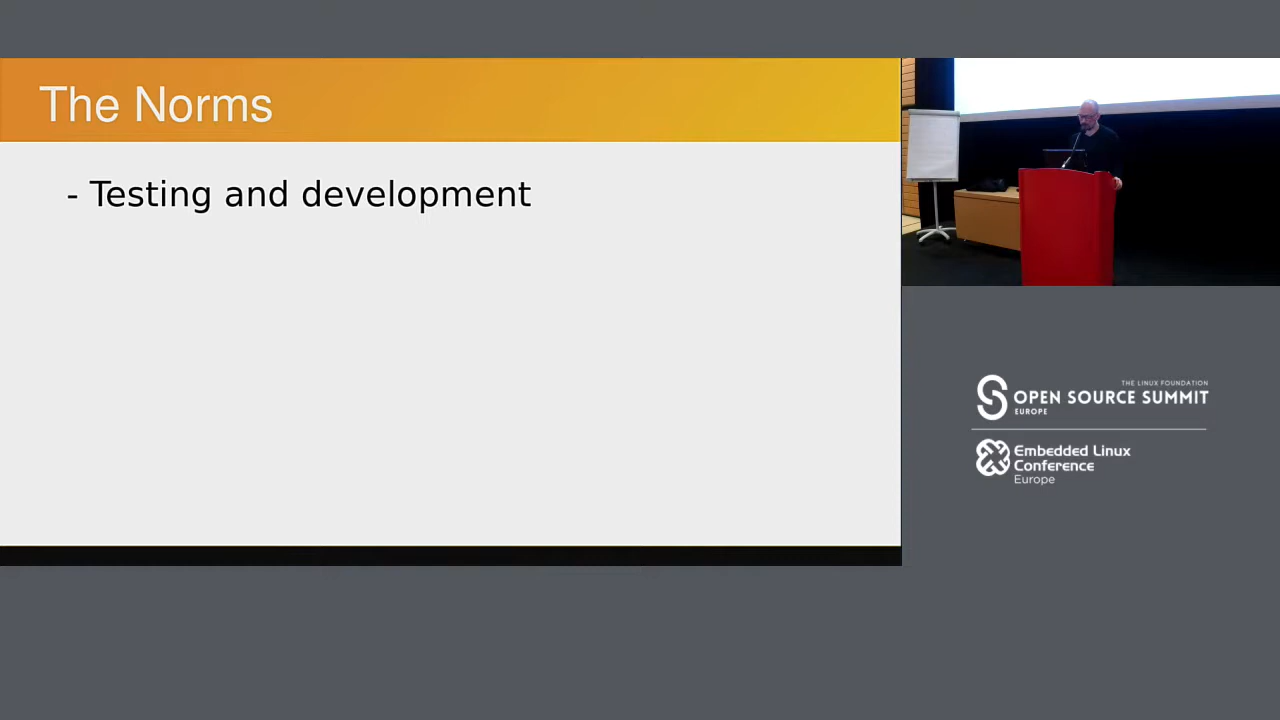 The Norms
- Testing and development
THE LINUX FOUNDATION
OPEN SOURCE SUMMIT
EUROPE
Embedded Linux
Conference
Europe